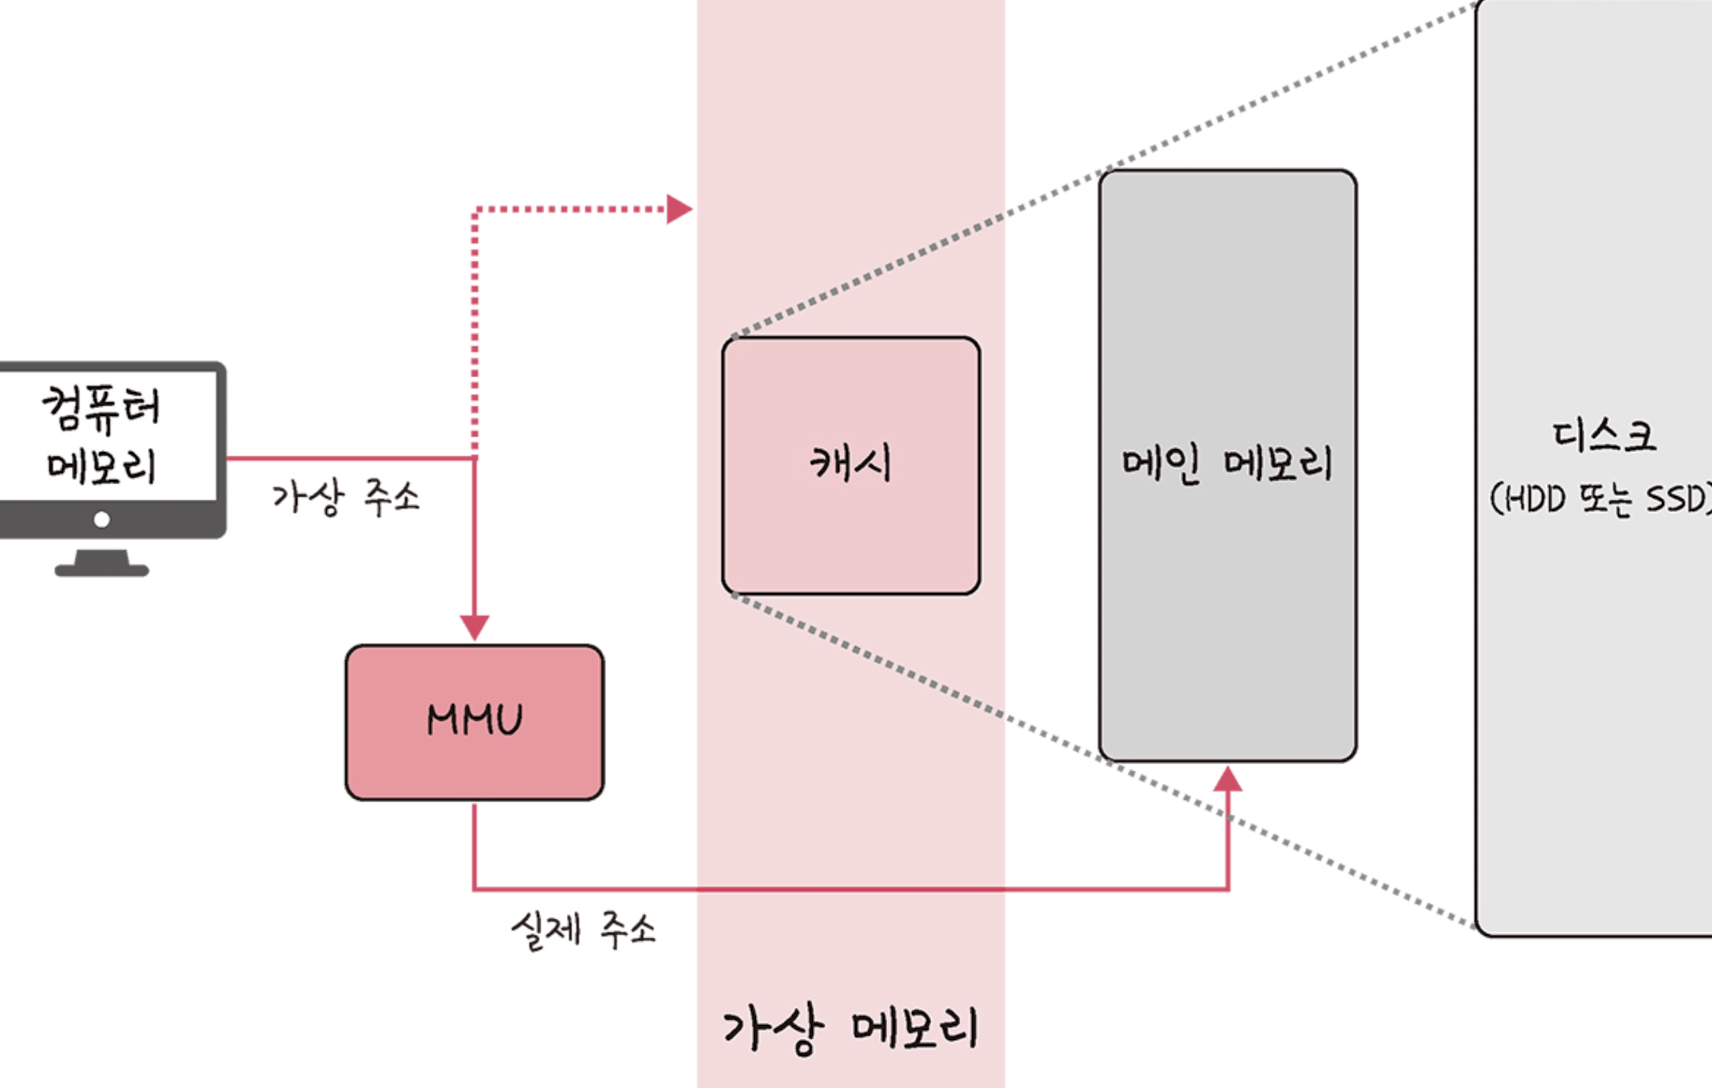 컴퓨터
메모리
가상 주소
MMU
실제 주소
캐시
가상 메모리
메인 메모리
디스크
(HDD 또는 SSD)